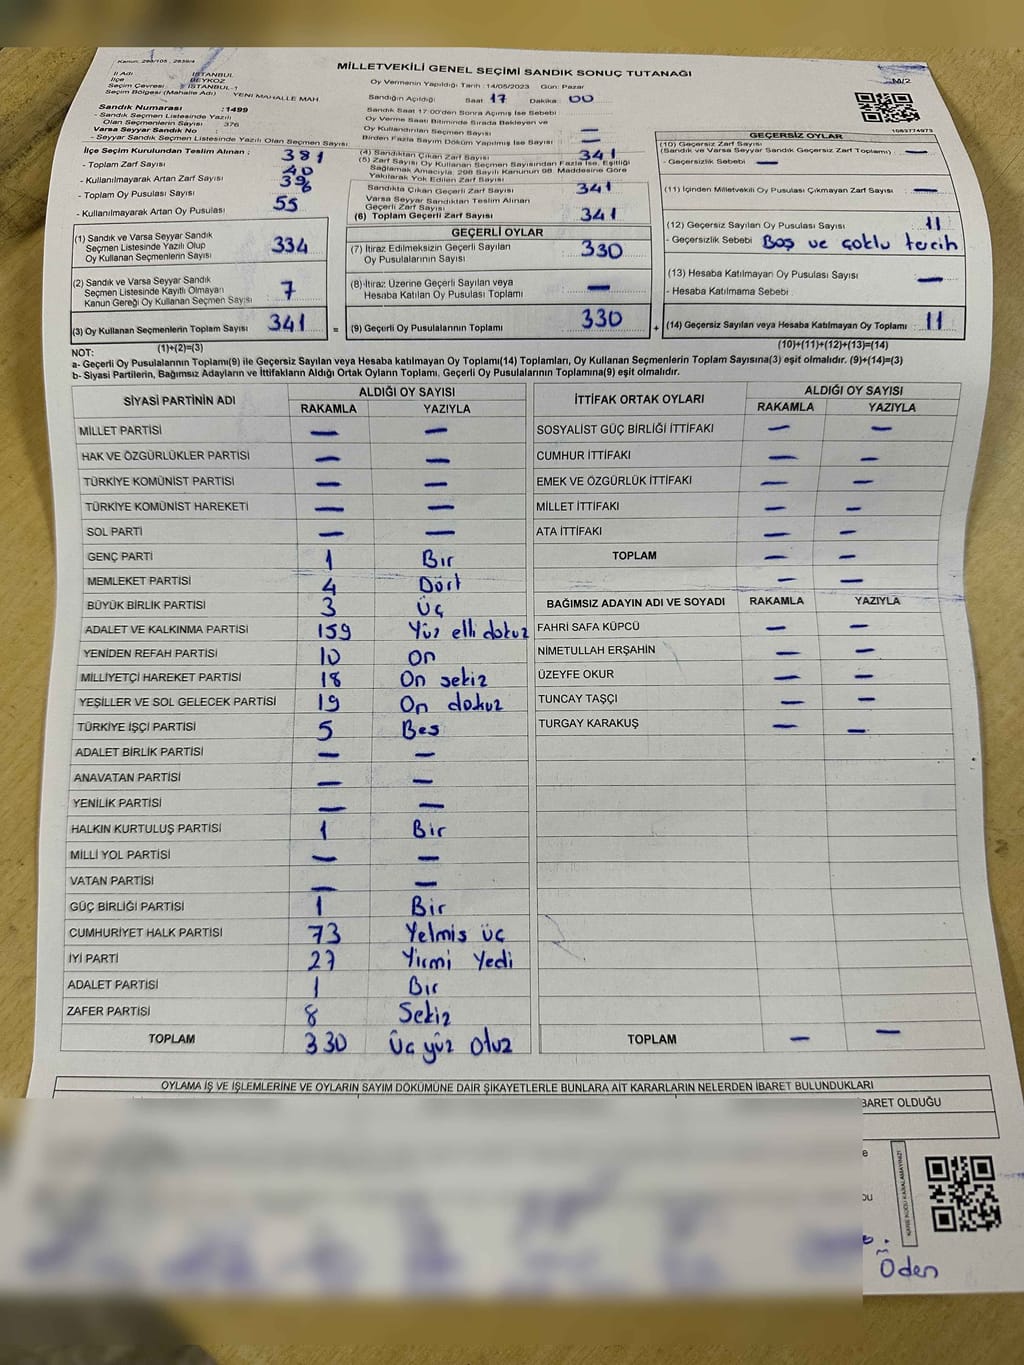 MİLLETVEKİLİ GENEL SEÇİMİ SANDIK SONUÇ TUTANAĞI
İl Adı İSTANBUL
İlçe BEYKOZ
Seçim Çevresi İSTANBUL-1
Seçim Bölgesi (Mahalle Adı) YENİ MAHALLE MAH.
Sandık Numarası :1499
- Sandık Seçmen Listesinde Yazılı
Olan Seçmenlerin Sayısı 376
Varsa Seyyar Sandık No :
- Seyyar Sandık Seçmen Listesinde Yazılı Olan Seçmen Sayısı
İlçe Seçim Kurulundan Teslim Alınan :
- Toplam Zarf Sayısı 381
- Kullanılmayarak Artan Zarf Sayısı 40
- Toplam Oy Pusulası Sayısı 396
- Kullanılmayarak Artan Oy Pusulası 55
Oy Vermenin Yapıldığı Tarih : 14/05/2023 Gün: Pazar
Sandığın Açıldığı Saat 17 Dakika : 00
Sandık Saat 17:00'den Sonra Açılmış İse Sebebi :
Oy Verme Saati Bitiminde Sırada Bekleyen ve
Oy Kullandırılan Seçmen Sayısı —
Birden Fazla Sayım Döküm Yapılmış İse Sayısı —
(4) Sandıktan Çıkan Zarf Sayısı 341
(5) Zarf Sayısı Oy Kullanan Seçmen Sayısından Fazla İse, Eşitliği
Sağlamak Amacıyla, 298 Sayılı Kanunun 98. Maddesine Göre
Yakılarak Yok Edilen Zarf Sayısı
Sandıkta Çıkan Geçerli Zarf Sayısı 341
Varsa Seyyar Sandıktan Teslim Alınan
Geçerli Zarf Sayısı
(6) Toplam Geçerli Zarf Sayısı 341
M/2
1083774973
GEÇERSİZ OYLAR
(10) Geçersiz Zarf Sayısı
(Sandık ve Varsa Seyyar Sandık Geçersiz Zarf Toplamı) : —
- Geçersizlik Sebebi : —
(11) İçinden Milletvekili Oy Pusulası Çıkmayan Zarf Sayısı : —
(12) Geçersiz Sayılan Oy Pusulası Sayısı : 11
- Geçersizlik Sebebi Boş ve çoklu tercih
(13) Hesaba Katılmayan Oy Pusulası Sayısı : —
- Hesaba Katılmama Sebebi
(14) Geçersiz Sayılan veya Hesaba Katılmayan Oy Toplamı : 11
(10)+(11)+(12)+(13)=(14)
(1) Sandık ve Varsa Seyyar Sandık
Seçmen Listesinde Yazılı Olup
Oy Kullanan Seçmenlerin Sayısı 334
(2) Sandık ve Varsa Seyyar Sandık
Seçmen Listesinde Kayıtlı Olmayan
Kanun Gereği Oy Kullanan Seçmen Sayısı 7
(3) Oy Kullanan Seçmenlerin Toplam Sayısı 341
(1)+(2)=(3)
GEÇERLİ OYLAR
(7) İtiraz Edilmeksizin Geçerli Sayılan
Oy Pusulalarının Sayısı : 330
(8) İtiraz Üzerine Geçerli Sayılan veya
Hesaba Katılan Oy Pusulası Toplamı : —
= (9) Geçerli Oy Pusulalarının Toplamı : 330 +
NOT:
a- Geçerli Oy Pusulalarının Toplamı(9) ile Geçersiz Sayılan veya Hesaba katılmayan Oy Toplamı(14) Toplamları, Oy Kullanan Seçmenlerin Toplam Sayısına(3) eşit olmalıdır. (9)+(14)=(3)
b- Siyasi Partilerin, Bağımsız Adayların ve İttifakların Aldığı Ortak Oyların Toplamı, Geçerli Oy Pusulalarının Toplamına(9) eşit olmalıdır.
SİYASİ PARTİNİN ADI ALDIĞI OY SAYISI
RAKAMLA YAZIYLA
MİLLET PARTİSİ — —
HAK VE ÖZGÜRLÜKLER PARTİSİ — —
TÜRKİYE KOMÜNİST PARTİSİ — —
TÜRKİYE KOMÜNİST HAREKETİ — —
SOL PARTİ — —
GENÇ PARTİ 1 Bir
MEMLEKET PARTİSİ 4 Dört
BÜYÜK BİRLİK PARTİSİ 3 Üç
ADALET VE KALKINMA PARTİSİ 159 Yüz elli dokuz
YENİDEN REFAH PARTİSİ 10 On
MİLLİYETÇİ HAREKET PARTİSİ 18 On sekiz
YEŞİLLER VE SOL GELECEK PARTİSİ 19 On dokuz
TÜRKİYE İŞÇİ PARTİSİ 5 Bes
ADALET BİRLİK PARTİSİ — —
ANAVATAN PARTİSİ — —
YENİLİK PARTİSİ — —
HALKIN KURTULUŞ PARTİSİ 1 Bir
MİLLİ YOL PARTİSİ — —
VATAN PARTİSİ — —
GÜÇ BİRLİĞİ PARTİSİ 1 Bir
CUMHURİYET HALK PARTİSİ 73 Yelmis üç
İYİ PARTİ 27 Yirmi Yedi
ADALET PARTİSİ 1 Bir
ZAFER PARTİSİ 8 Sekiz
TOPLAM 330 Üç yüz otuz
İTTİFAK ORTAK OYLARI ALDIĞI OY SAYISI
RAKAMLA YAZIYLA
SOSYALİST GÜÇ BİRLİĞİ İTTİFAKI — —
CUMHUR İTTİFAKI — —
EMEK VE ÖZGÜRLÜK İTTİFAKI — —
MİLLET İTTİFAKI — —
ATA İTTİFAKI — —
TOPLAM — —
— —
BAĞIMSIZ ADAYIN ADI VE SOYADI RAKAMLA YAZIYLA
FAHRİ SAFA KÜPCÜ — —
NİMETULLAH ERŞAHİN — —
ÜZEYFE OKUR — —
TUNCAY TAŞÇI — —
TURGAY KARAKUŞ — —
TOPLAM — —
OYLAMA İŞ VE İŞLEMLERİNE VE OYLARIN SAYIM DÖKÜMÜNE DAİR ŞİKAYETLERLE BUNLARA AİT KARARLARIN NELERDEN İBARET BULUNDUKLARI
BARET OLDUĞU
KARE KODU KARALAMAYINIZ!
Öden